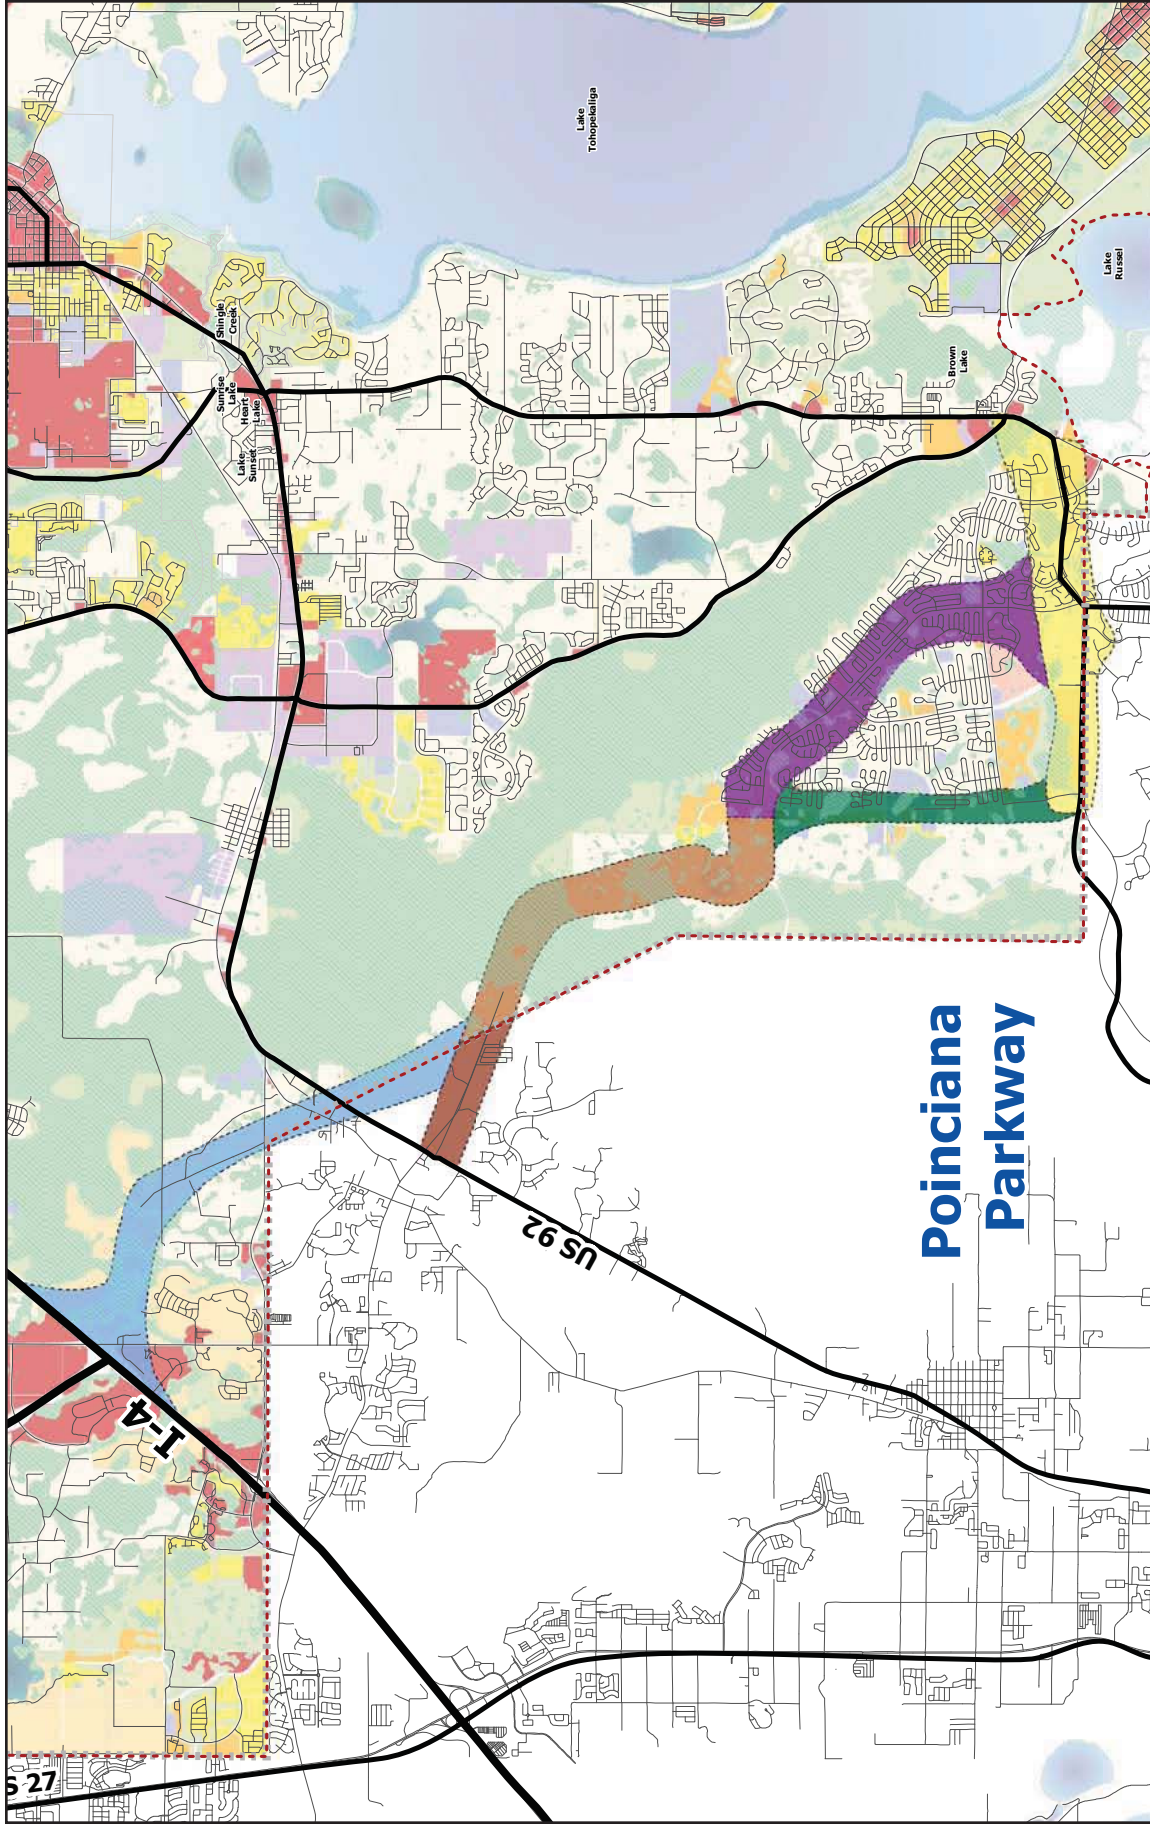 Lake
Tohopekaliga
Lake
Russel
Shingle
Creek
Sunrise
Lake
Heart
Lake
Lake
Sunset
Brown
Lake
Poinciana
Parkway
US 92
I-4
S 27